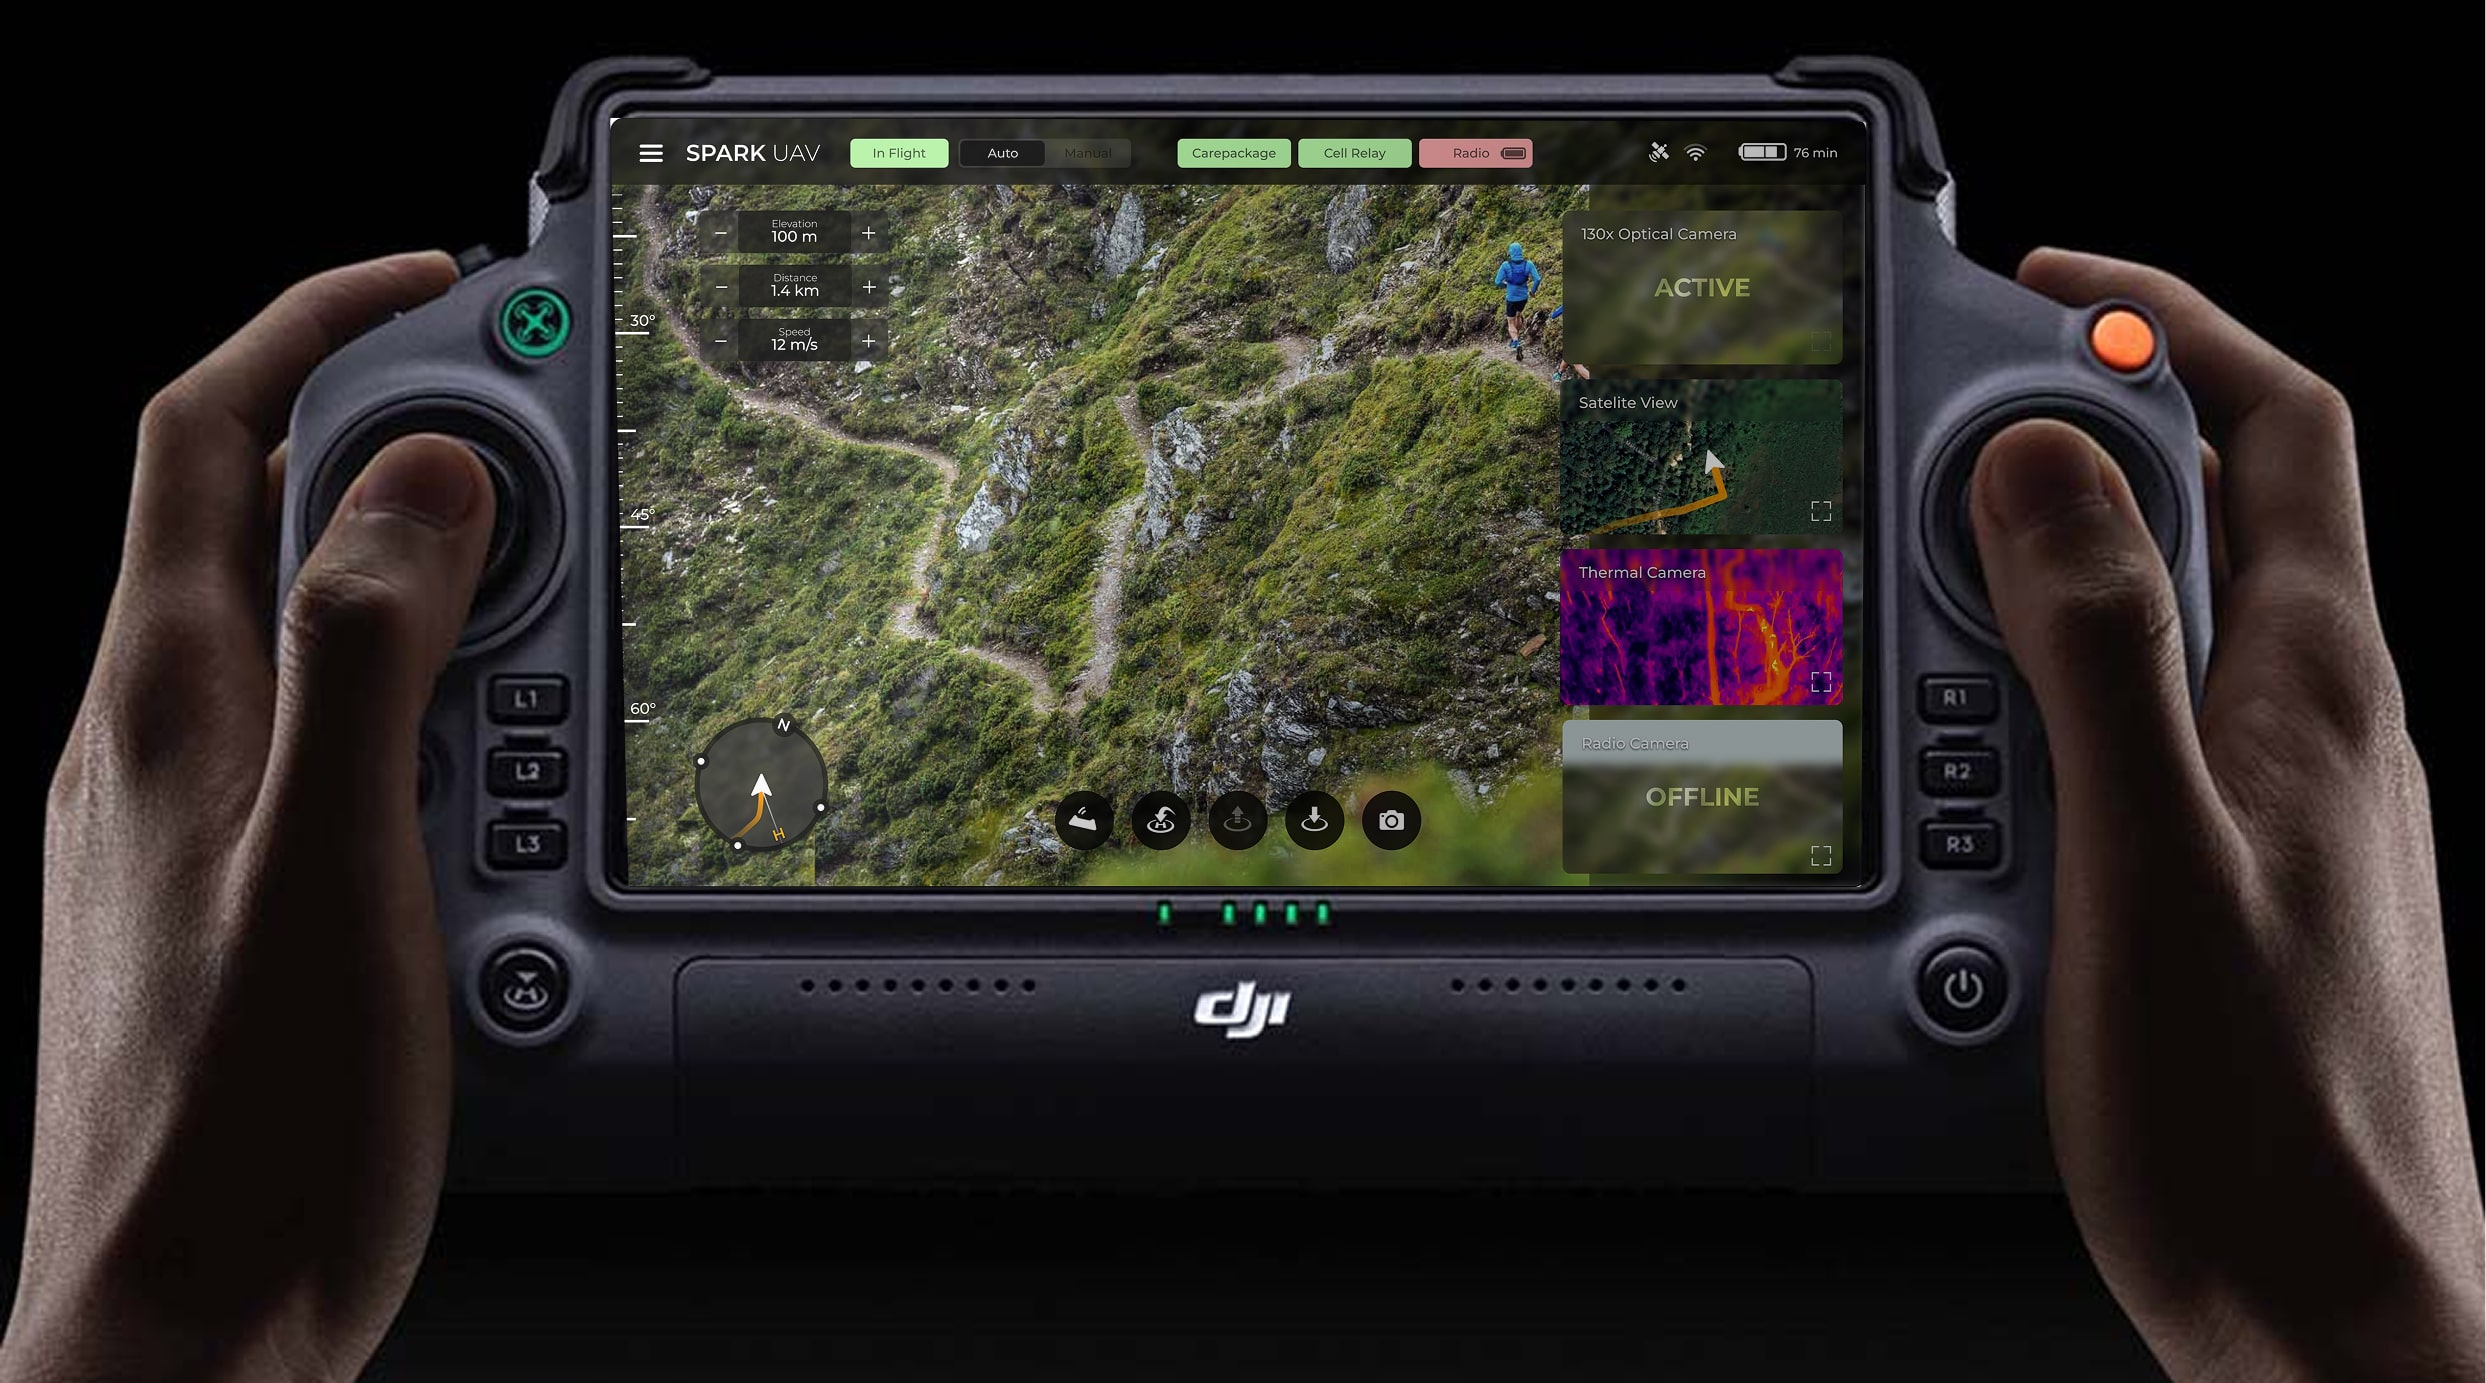 SPARK UAV
In Flight
Auto
Manual
Carepackage
Cell Relay
Radio
76 min
Elevation
100 m
Distance
1.4 km
Speed
12 m/s
30°
45°
60°
N
H
130x Optical Camera
ACTIVE
Satelite View
Thermal Camera
Radio Camera
OFFLINE
L1
L2
L3
R1
R2
R3
H
H
dji